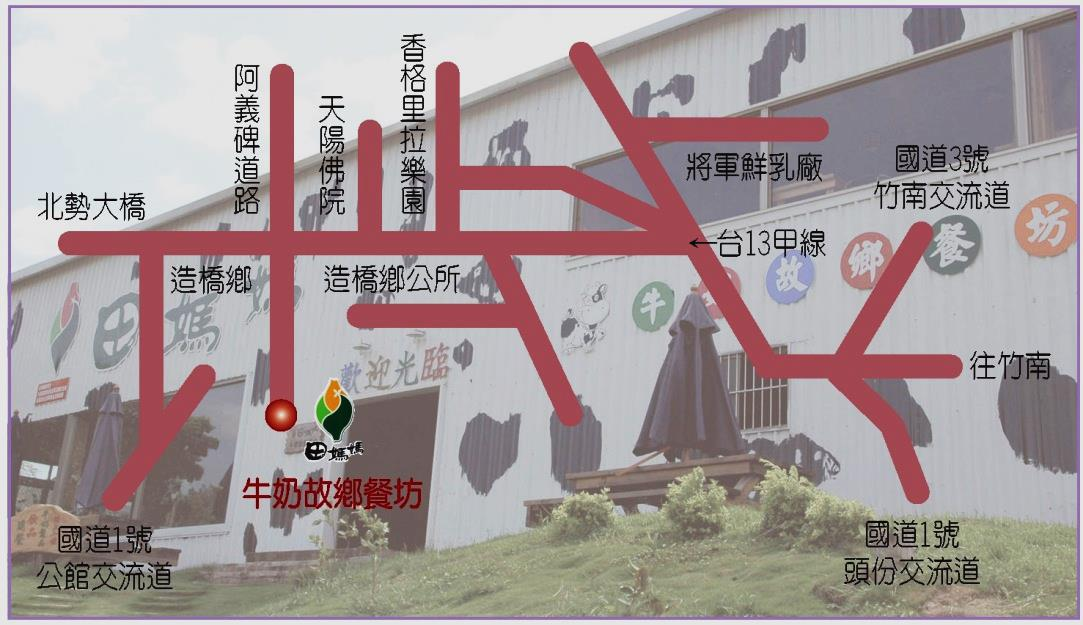 香格里拉樂園
阿義碑道路
天陽佛院
將軍鮮乳廠
國道3號
竹南交流道
北勢大橋
←台13甲線
造橋鄉
造橋鄉公所
故鄉餐坊
牛
田媽媽
歡迎光臨
往竹南
田媽媽
牛奶故鄉餐坊
國道1號
公館交流道
國道1號
頭份交流道